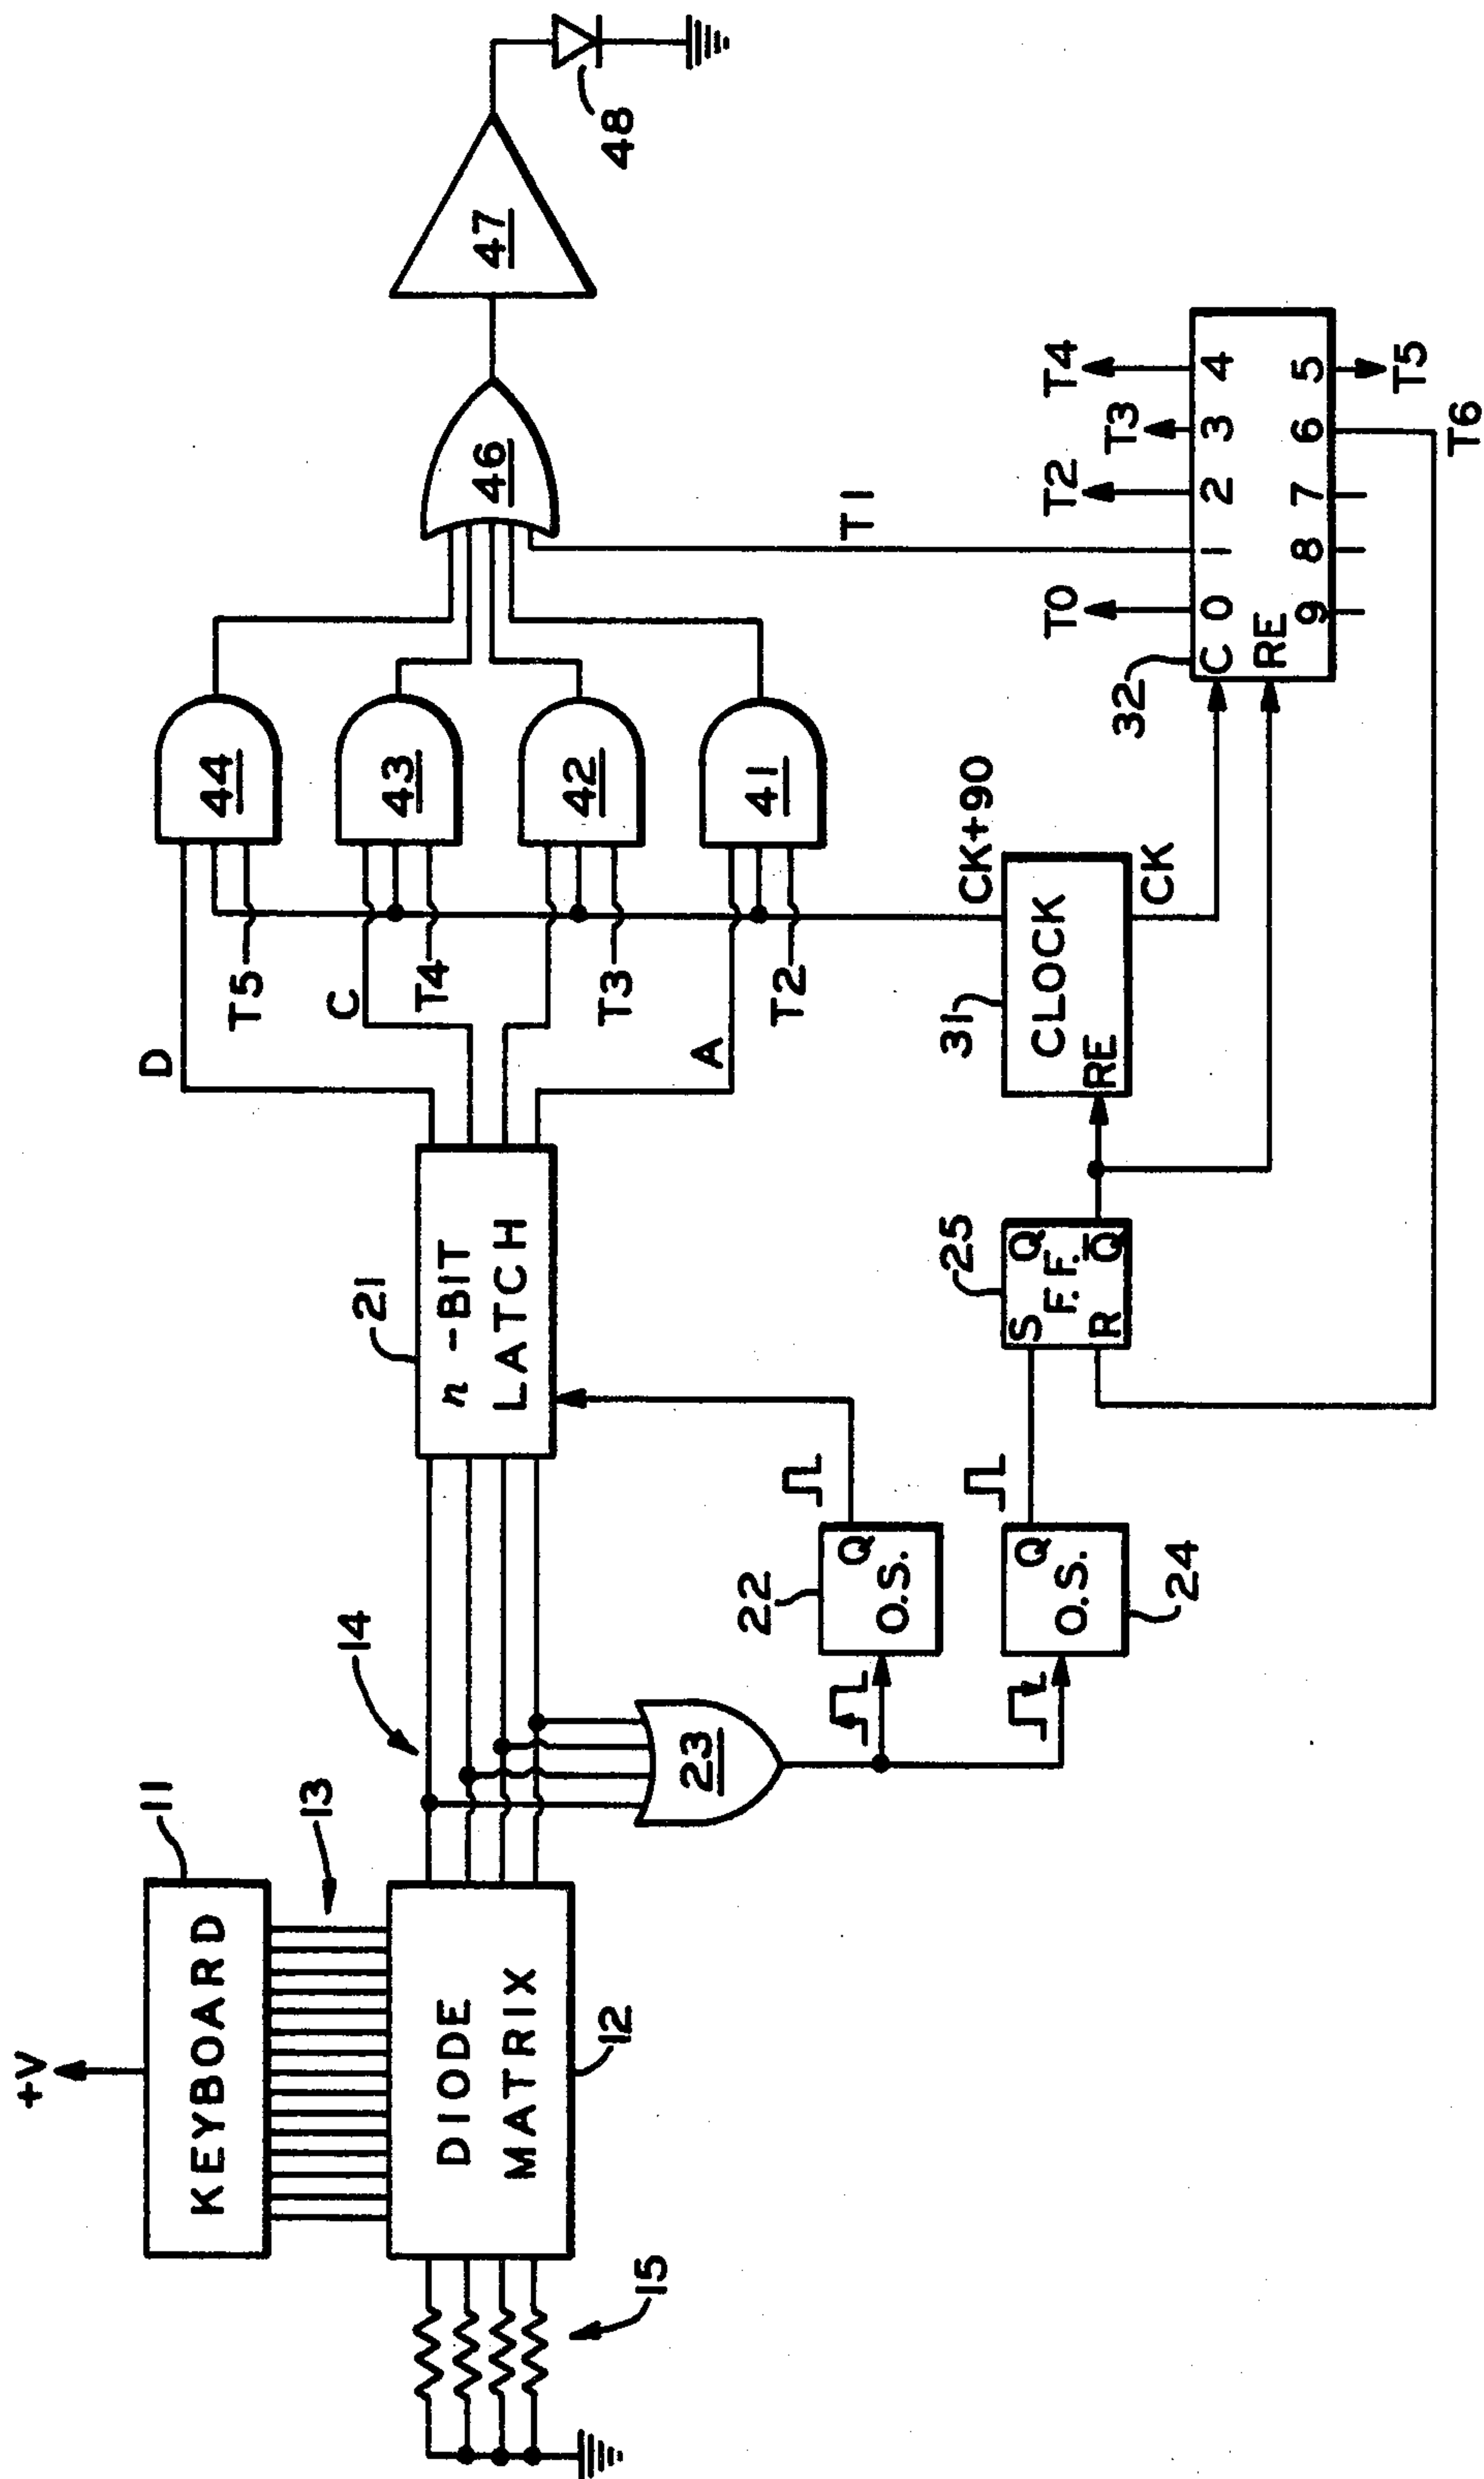 +V
KEYBOARD
11
13
DIODE
MATRIX
12
15
14
23
22
Q
O.S.
24
Q
O.S.
21
n -BIT
LATCH
25
S Q
F.F.
R Q̅
31
CLOCK
RE
CK+90
CK
D
C
A
T5
T4
T3
T2
44
43
42
41
46
47
48
T1
32
C 0 1 2 3 4
RE
9 8 7 6 5
T0
T2
T3
T4
T5
T6